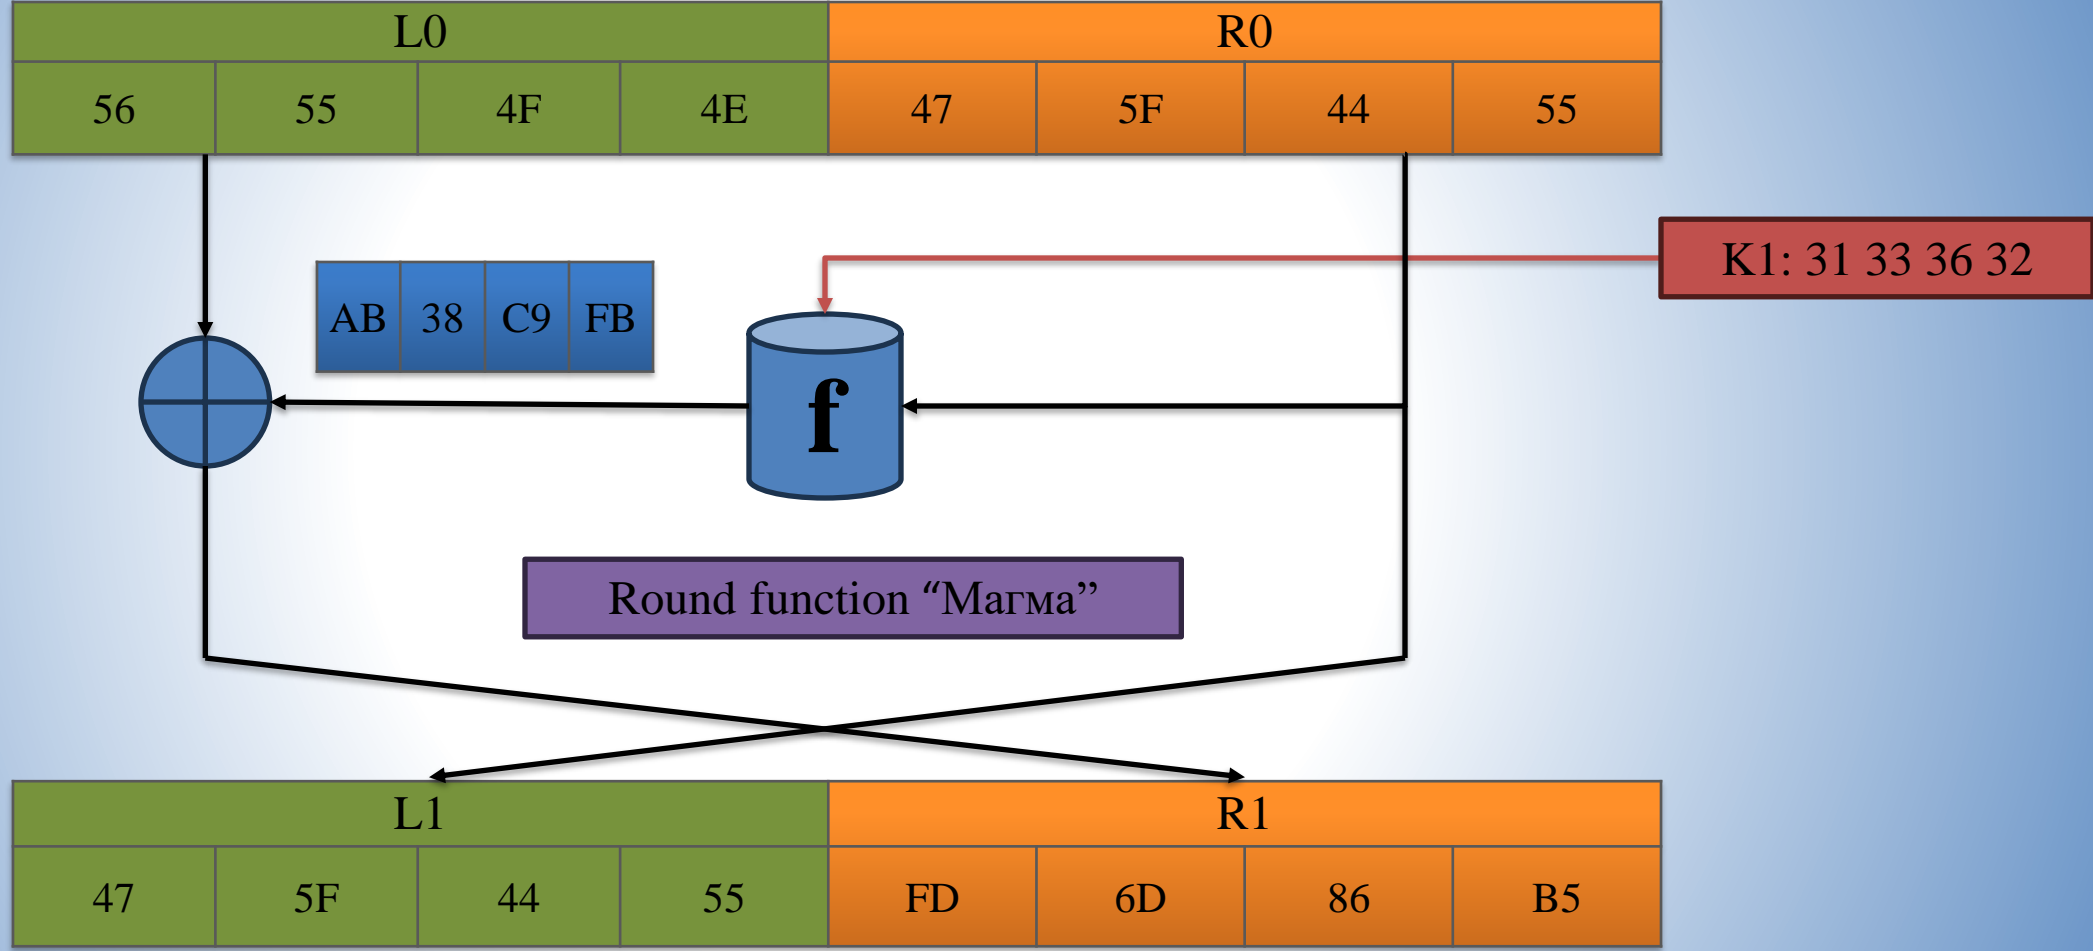 L0 R0
56 55 4F 4E 47 5F 44 55
K1: 31 33 36 32
AB 38 C9 FB
f
Round function “Магма”
L1 R1
47 5F 44 55 FD 6D 86 B5